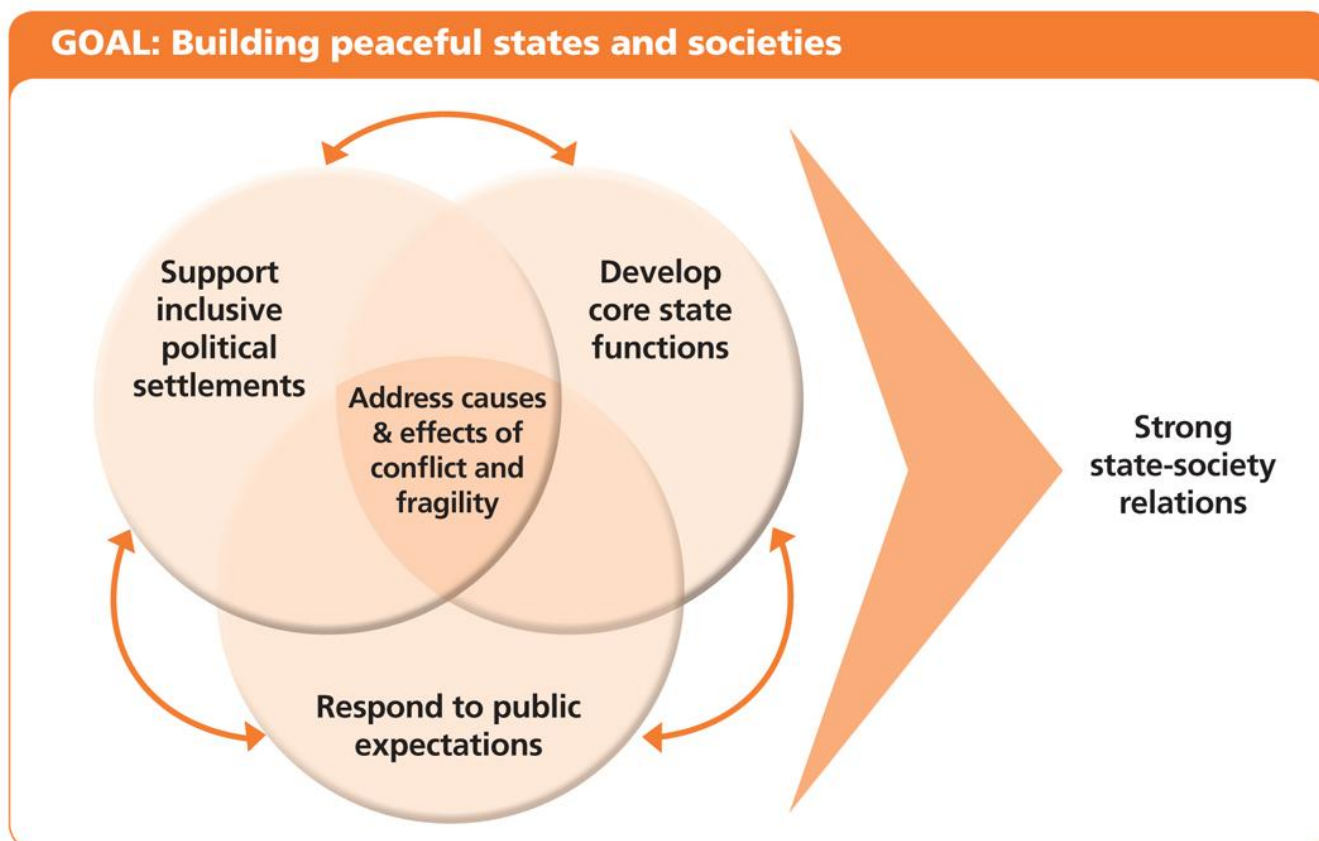 GOAL: Building peaceful states and societies
Support
inclusive
political
settlements
Develop
core state
functions
Address causes
& effects of
conflict and
fragility
Respond to public
expectations
Strong
state-society
relations